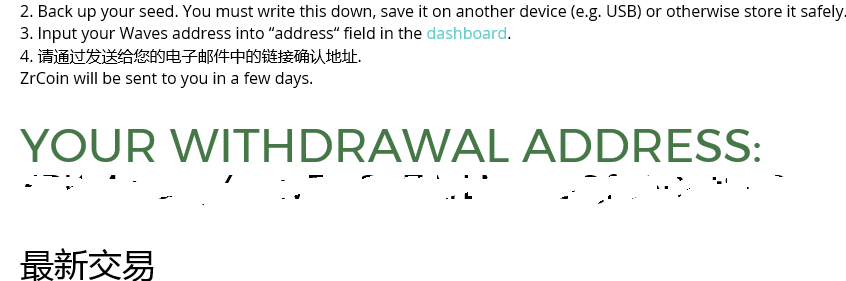 2. Back up your seed. You must write this down, save it on another device (e.g. USB) or otherwise store it safely.
3. Input your Waves address into “address“ field in the dashboard.
4. 请通过发送给您的电子邮件中的链接确认地址.
ZrCoin will be sent to you in a few days.
YOUR WITHDRAWAL ADDRESS:
最新交易